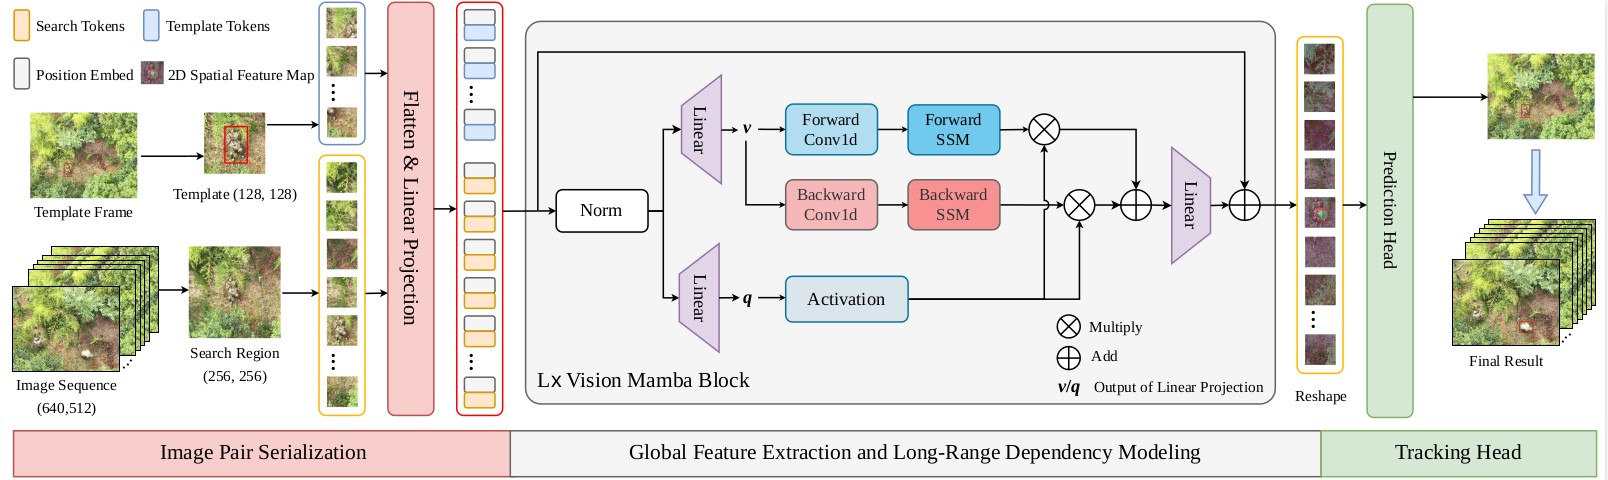 Search Tokens
Template Tokens
Position Embed
2D Spatial Feature Map
Template Frame
Template (128, 128)
Image Sequence
(640,512)
Search Region
(256, 256)
Flatten & Linear Projection
Norm
Linear
v
Forward
Conv1d
Forward
SSM
Backward
Conv1d
Backward
SSM
Linear
q
Activation
Linear
Multiply
Add
v/q Output of Linear Projection
Lx Vision Mamba Block
Reshape
Prediction Head
Final Result
Image Pair Serialization
Global Feature Extraction and Long-Range Dependency Modeling
Tracking Head